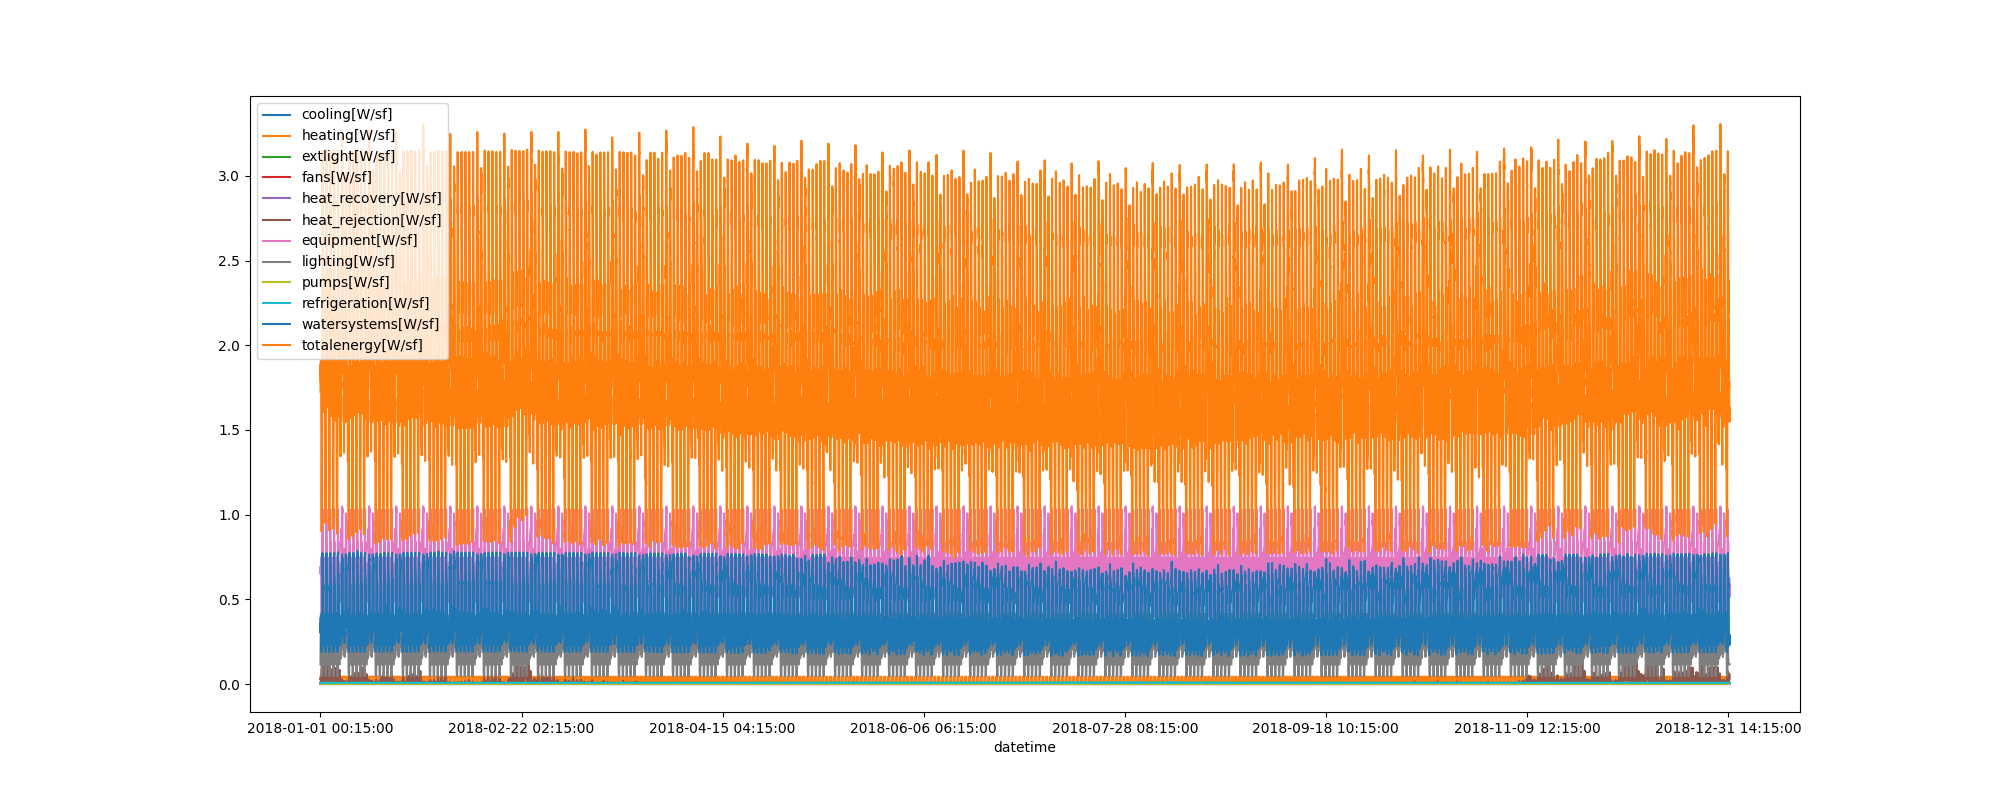 cooling[W/sf]
heating[W/sf]
extlight[W/sf]
fans[W/sf]
heat_recovery[W/sf]
heat_rejection[W/sf]
equipment[W/sf]
lighting[W/sf]
pumps[W/sf]
refrigeration[W/sf]
watersystems[W/sf]
totalenergy[W/sf]
3.0
2.5
2.0
1.5
1.0
0.5
0.0
2018-01-01 00:15:00 2018-02-22 02:15:00 2018-04-15 04:15:00 2018-06-06 06:15:00 2018-07-28 08:15:00 2018-09-18 10:15:00 2018-11-09 12:15:00 2018-12-31 14:15:00
datetime